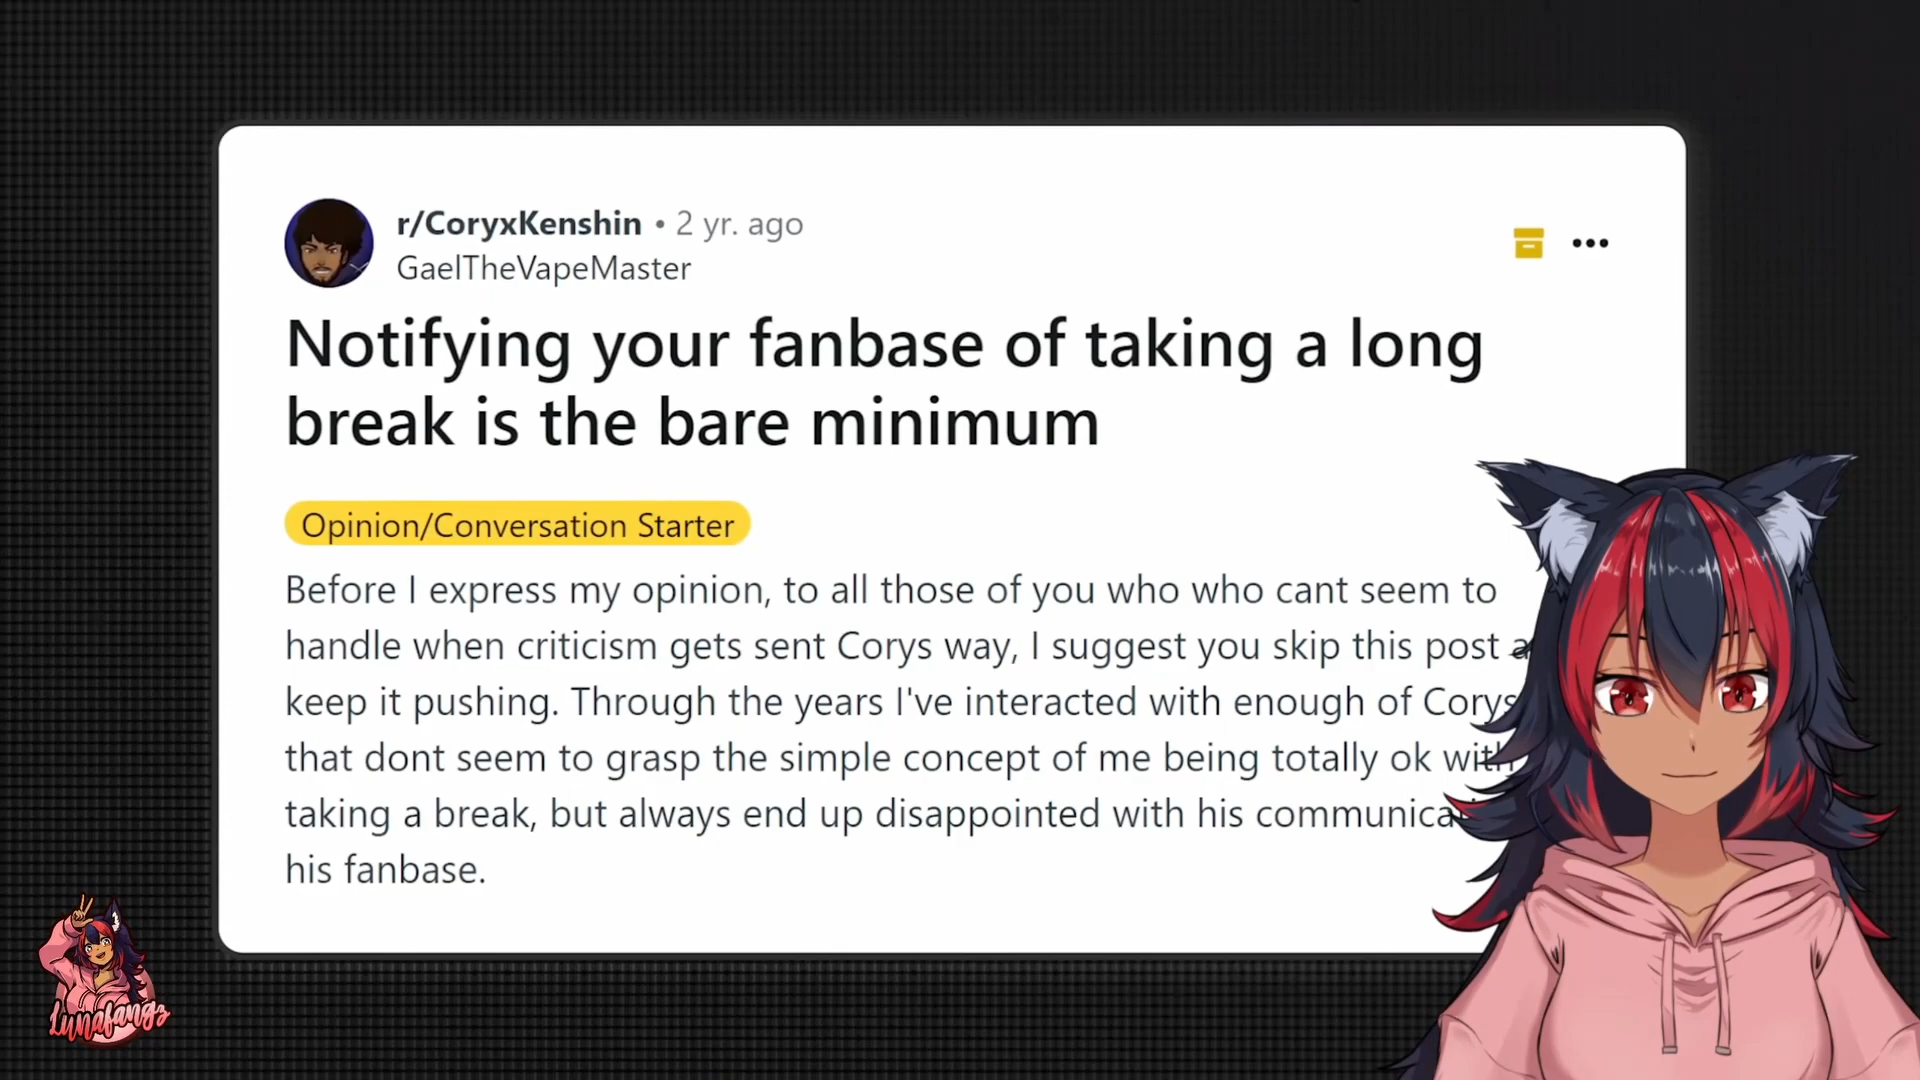 r/CoryxKenshin • 2 yr. ago
GaelTheVapeMaster
Notifying your fanbase of taking a long
break is the bare minimum
Opinion/Conversation Starter
Before I express my opinion, to all those of you who who cant seem to
handle when criticism gets sent Corys way, I suggest you skip this post
keep it pushing. Through the years I've interacted with enough of Corys
that dont seem to grasp the simple concept of me being totally ok with
taking a break, but always end up disappointed with his
his fanbase.
Lunafangz